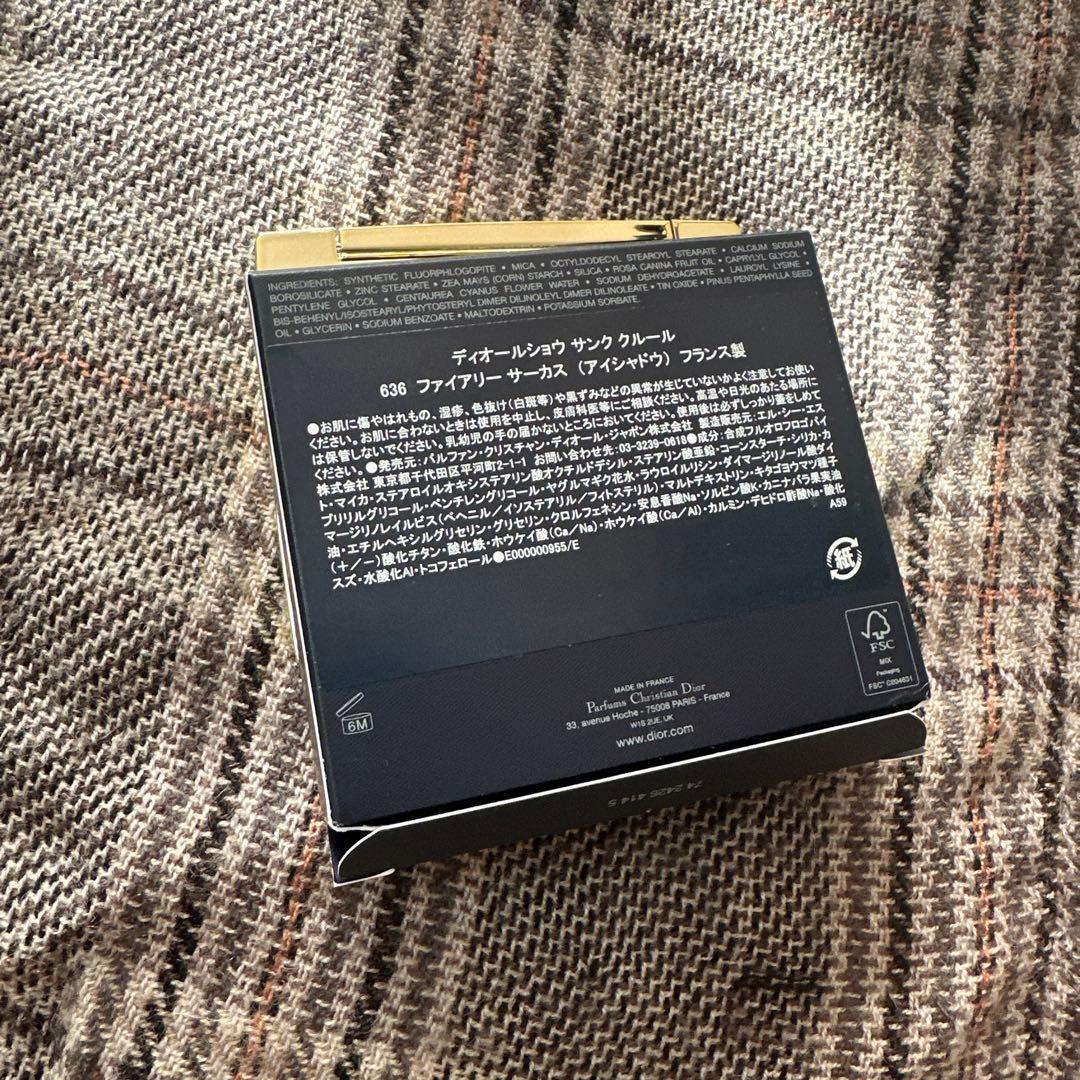 INGREDIENTS: SYNTHETIC FLUORPHLOGOPITE • MICA • OCTYLDODECYL STEAROYL STEARATE • CALCIUM SODIUM
BOROSILICATE • ZINC STEARATE • ZEA MAYS (CORN) STARCH • SILICA • ROSA CANINA FRUIT OIL • CAPRYLYL GLYCOL •
PENTYLENE GLYCOL • CENTAUREA CYANUS FLOWER WATER • SODIUM DEHYDROACETATE • LAUROYL LYSINE •
BIS-BEHENYL/ISOSTEARYL/PHYTOSTERYL DIMER DILINOLEYL DIMER DILINOLEATE • TIN OXIDE • PINUS PENTAPHYLLA SEED
OIL • GLYCERIN • SODIUM BENZOATE • MALTODEXTRIN • POTASSIUM SORBATE.
ディオールショウ サンク クルール
636 ファイアリー サーカス (アイシャドウ) フランス製
●お肌に傷やはれもの、湿疹、色抜け(白斑等)や黒ずみなどの異常が生じていないかよく注意してお使い
ください。お肌に合わないときは使用を中止し、皮膚科医等にご相談ください。高温や日光のあたる場所に
は保管しないでください。乳幼児の手の届かないところにおいてください。使用後は必ずしっかり蓋をしめて
ください。●発売元:パルファン・クリスチャン・ディオール・ジャポン株式会社 製造販売元:エル・シー・エス
株式会社 東京都千代田区平河町2-1-1 お問い合わせ先:03-3239-0618●成分:合成フルオロフロゴパイ
ト・マイカ・ステアロイルオキシステアリン酸オクチルドデシル・ステアリン酸亜鉛・コーンスターチ・シリカ・カ
プリリルグリコール・ペンチレングリコール・ヤグルマギク花水・ラウロイルリシン・ダイマージリノール酸ダイ
マージリノレイルビス(ベヘニル/イソステアリル/フィトステリル)・マルトデキストリン・キタゴヨウマツ種子
油・エチルヘキシルグリセリン・グリセリン・クロルフェネシン・安息香酸Na・ソルビン酸K・カニナバラ果実油
(+/-)酸化チタン・酸化鉄・ホウケイ酸(Ca/Na)・ホウケイ酸(Ca/Al)・カルミン・デヒドロ酢酸Na・酸化
スズ・水酸化Al・トコフェロール●E000000955/E
A59
紙
FSC
MIX
Packaging
FSC® C004631
6M
MADE IN FRANCE
Parfums Christian Dior
33, avenue Hoche - 75008 PARIS - France
W1S 2UE, UK
www.dior.com
74 2426 414 5